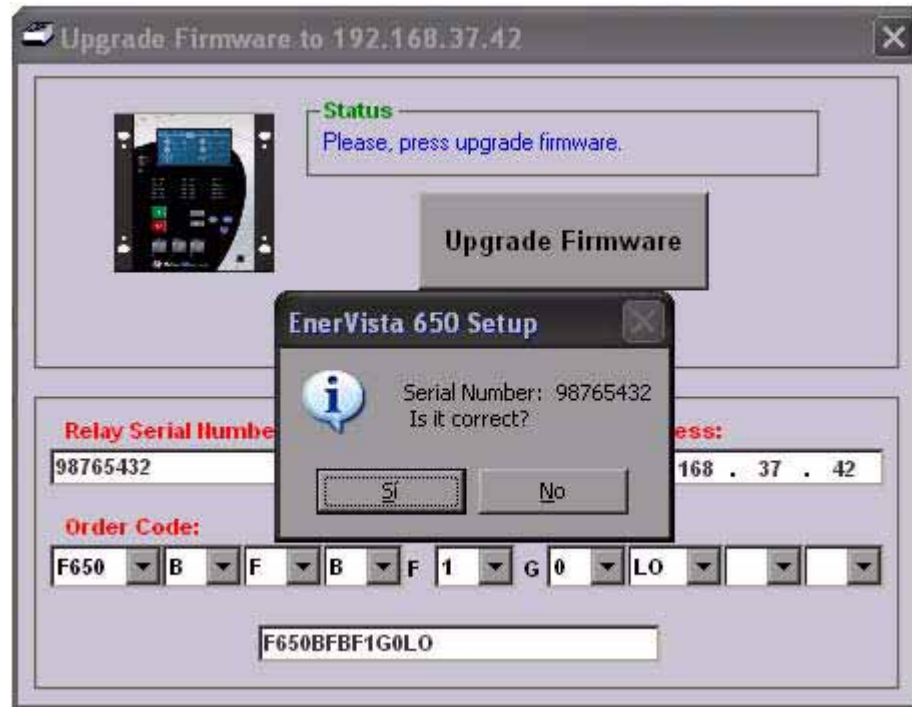 Upgrade Firmware to 192.168.37.42
Status
Please, press upgrade firmware.
Upgrade Firmware
EnerVista 650 Setup
Serial Number: 98765432
Is it correct?
Sí
No
Relay Serial Numbe
ess:
98765432
168 . 37 . 42
Order Code:
F650 B F B F 1 G 0 LO
F650BFBF1G0LO